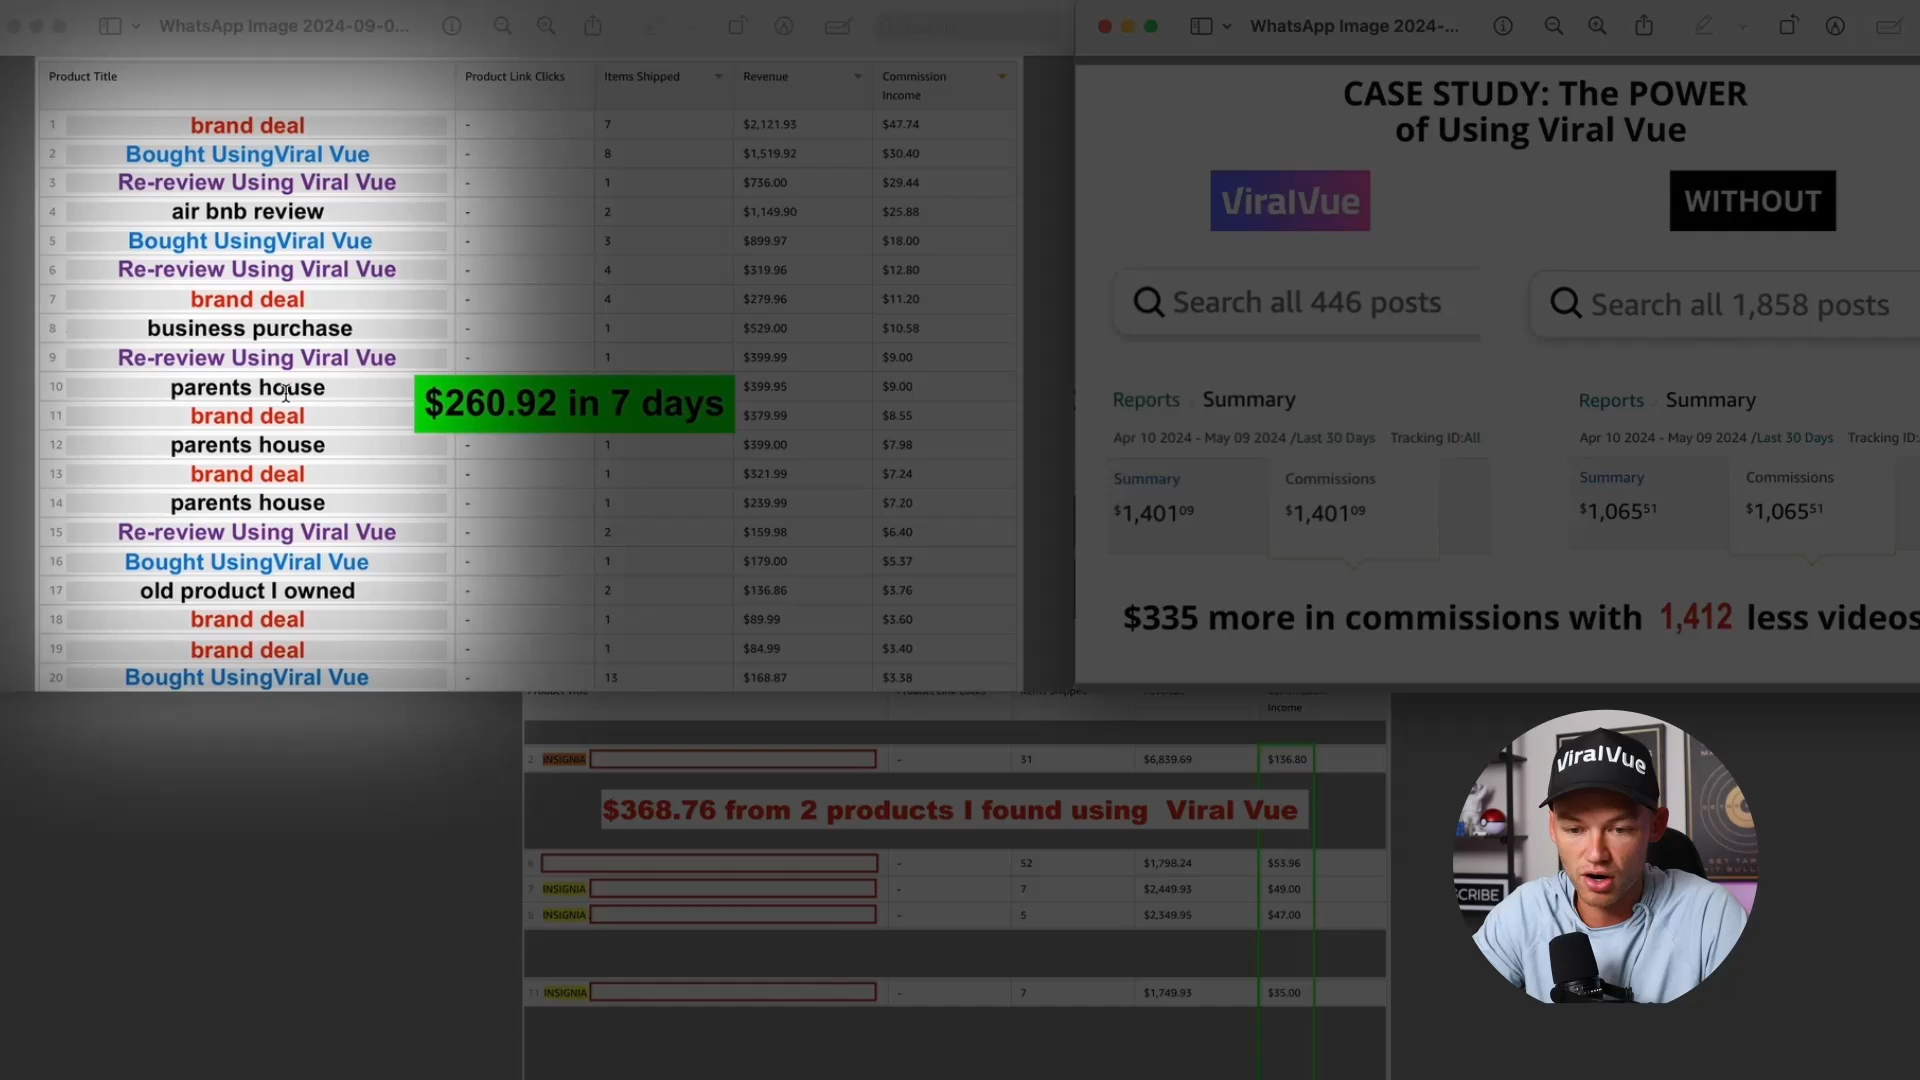 WhatsApp Image 2024-09-0...
Product Title Product Link Clicks Items Shipped Revenue Commission Income
1 brand deal - 7 $2,121.93 $47.74
2 Bought UsingViral Vue - 8 $1,519.92 $30.40
3 Re-review Using Viral Vue - 1 $736.00 $29.44
4 air bnb review - 2 $1,149.90 $25.88
5 Bought UsingViral Vue - 3 $899.97 $18.00
6 Re-review Using Viral Vue - 4 $319.96 $12.80
7 brand deal - 4 $279.96 $11.20
8 business purchase - 1 $529.00 $10.58
9 Re-review Using Viral Vue - 1 $399.99 $9.00
10 parents house $399.95 $9.00
$260.92 in 7 days
11 brand deal $379.99 $8.55
12 parents house - 1 $399.00 $7.98
13 brand deal - 1 $321.99 $7.24
14 parents house - 1 $239.99 $7.20
15 Re-review Using Viral Vue - 2 $159.98 $6.40
16 Bought UsingViral Vue - 1 $179.00 $5.37
17 old product I owned - 2 $136.86 $3.76
18 brand deal - 1 $89.99 $3.60
19 brand deal - 1 $84.99 $3.40
20 Bought UsingViral Vue - 13 $168.87 $3.38
WhatsApp Image 2024-...
CASE STUDY: The POWER
of Using Viral Vue
ViralVue
WITHOUT
Search all 446 posts
Search all 1,858 posts
Reports Summary
Apr 10 2024 - May 09 2024 /Last 30 Days Tracking ID:All
Summary Commissions
$1,401.09 $1,401.09
Reports Summary
Apr 10 2024 - May 09 2024 /Last 30 Days Tracking ID:
Summary Commissions
$1,065.51 $1,065.51
$335 more in commissions with 1,412 less videos
Income
2 INSIGNIA - 31 $6,839.69 $136.80
$368.76 from 2 products I found using Viral Vue
6 - 52 $1,798.24 $53.96
7 INSIGNIA - 7 $2,449.93 $49.00
INSIGNIA - 5 $2,349.95 $47.00
11 INSIGNIA - 7 $1,749.93 $35.00
ViralVue
SCRIBE